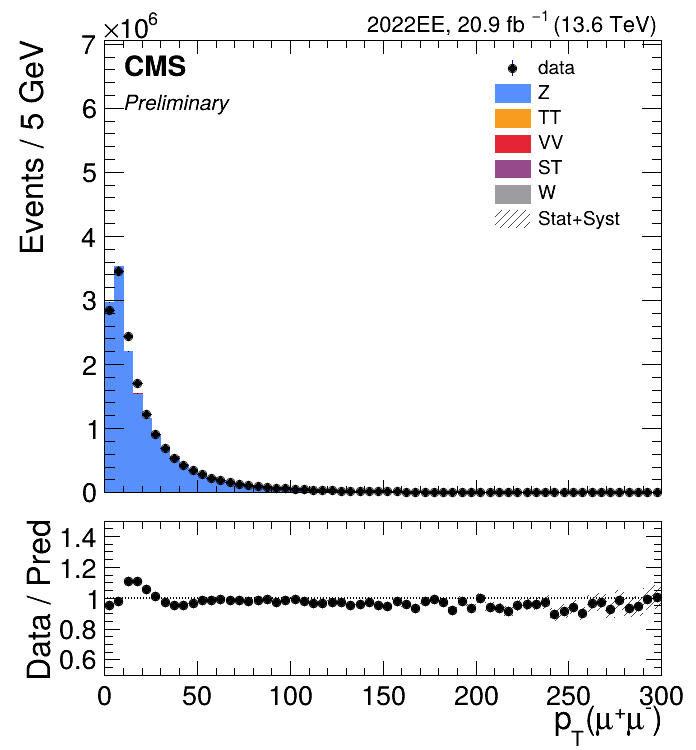 ×10⁶
2022EE, 20.9 fb ⁻¹ (13.6 TeV)
Events / 5 GeV
7
6
5
4
3
2
1
0
CMS
Preliminary
data
Z
TT
VV
ST
W
Stat+Syst
Data / Pred
1.4
1.2
1
0.8
0.6
0 50 100 150 200 250 300
p_T(μ⁺μ⁻)